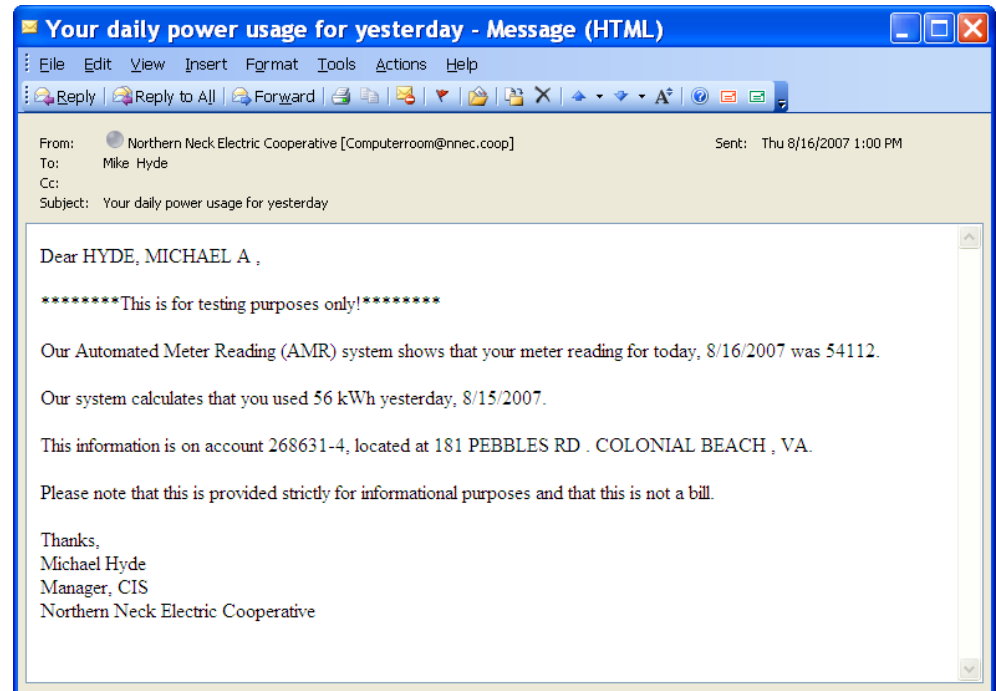 Your daily power usage for yesterday - Message (HTML)
File Edit View Insert Format Tools Actions Help
Reply Reply to All Forward
From: Northern Neck Electric Cooperative [Computerroom@nnec.coop] Sent: Thu 8/16/2007 1:00 PM
To: Mike Hyde
Cc:
Subject: Your daily power usage for yesterday
Dear HYDE, MICHAEL A ,
********This is for testing purposes only!********
Our Automated Meter Reading (AMR) system shows that your meter reading for today, 8/16/2007 was 54112.
Our system calculates that you used 56 kWh yesterday, 8/15/2007.
This information is on account 268631-4, located at 181 PEBBLES RD . COLONIAL BEACH , VA.
Please note that this is provided strictly for informational purposes and that this is not a bill.
Thanks,
Michael Hyde
Manager, CIS
Northern Neck Electric Cooperative